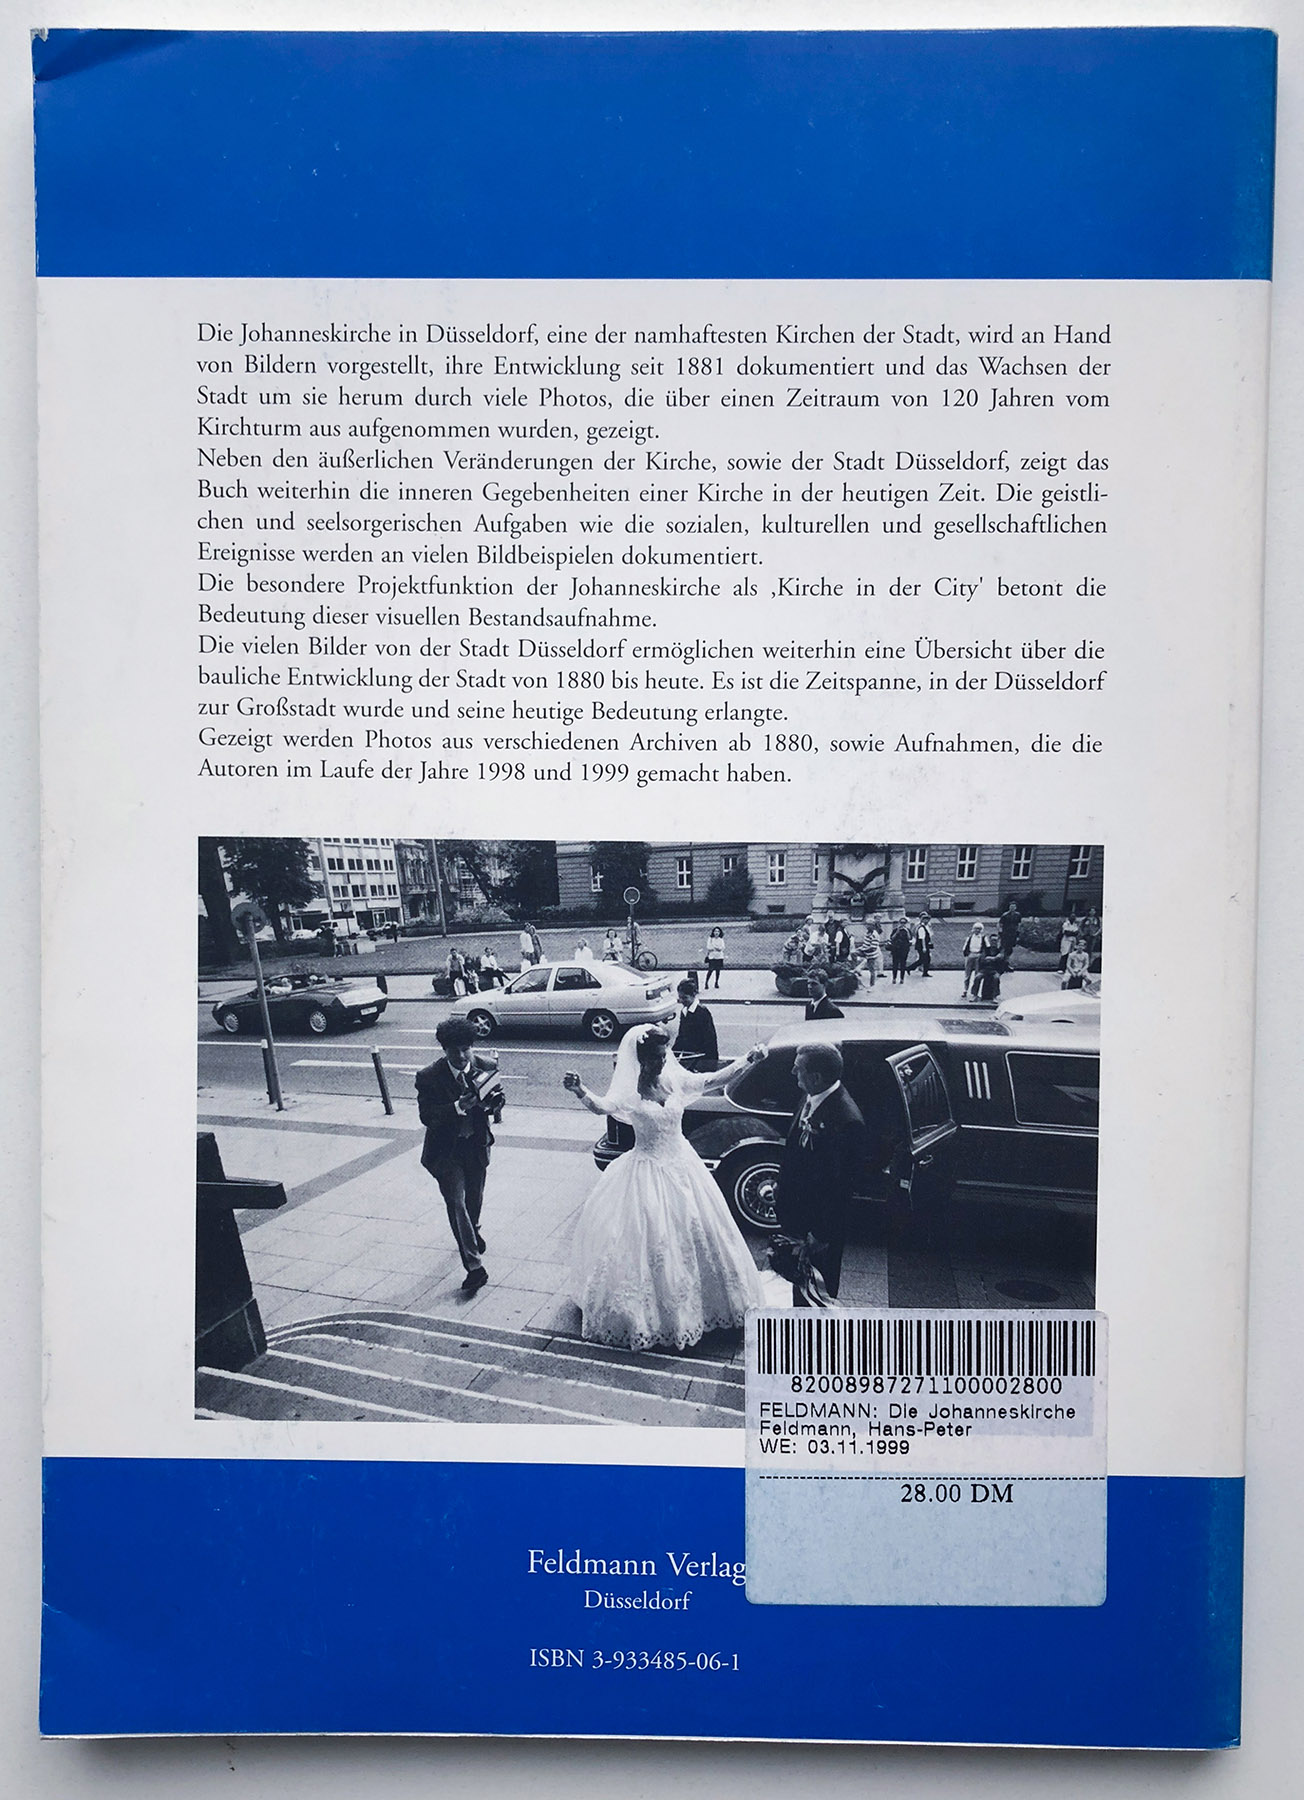 Die Johanneskirche in Düsseldorf, eine der namhaftesten Kirchen der Stadt, wird an Hand
von Bildern vorgestellt, ihre Entwicklung seit 1881 dokumentiert und das Wachsen der
Stadt um sie herum durch viele Photos, die über einen Zeitraum von 120 Jahren vom
Kirchturm aus aufgenommen wurden, gezeigt.
Neben den äußerlichen Veränderungen der Kirche, sowie der Stadt Düsseldorf, zeigt das
Buch weiterhin die inneren Gegebenheiten einer Kirche in der heutigen Zeit. Die geistli-
chen und seelsorgerischen Aufgaben wie die sozialen, kulturellen und gesellschaftlichen
Ereignisse werden an vielen Bildbeispielen dokumentiert.
Die besondere Projektfunktion der Johanneskirche als ‚Kirche in der City' betont die
Bedeutung dieser visuellen Bestandsaufnahme.
Die vielen Bilder von der Stadt Düsseldorf ermöglichen weiterhin eine Übersicht über die
bauliche Entwicklung der Stadt von 1880 bis heute. Es ist die Zeitspanne, in der Düsseldorf
zur Großstadt wurde und seine heutige Bedeutung erlangte.
Gezeigt werden Photos aus verschiedenen Archiven ab 1880, sowie Aufnahmen, die die
Autoren im Laufe der Jahre 1998 und 1999 gemacht haben.
82008987271100002800
FELDMANN: Die Johanneskirche
Feldmann, Hans-Peter
WE: 03.11.1999
28.00 DM
Feldmann Verlag
Düsseldorf
ISBN 3-933485-06-1